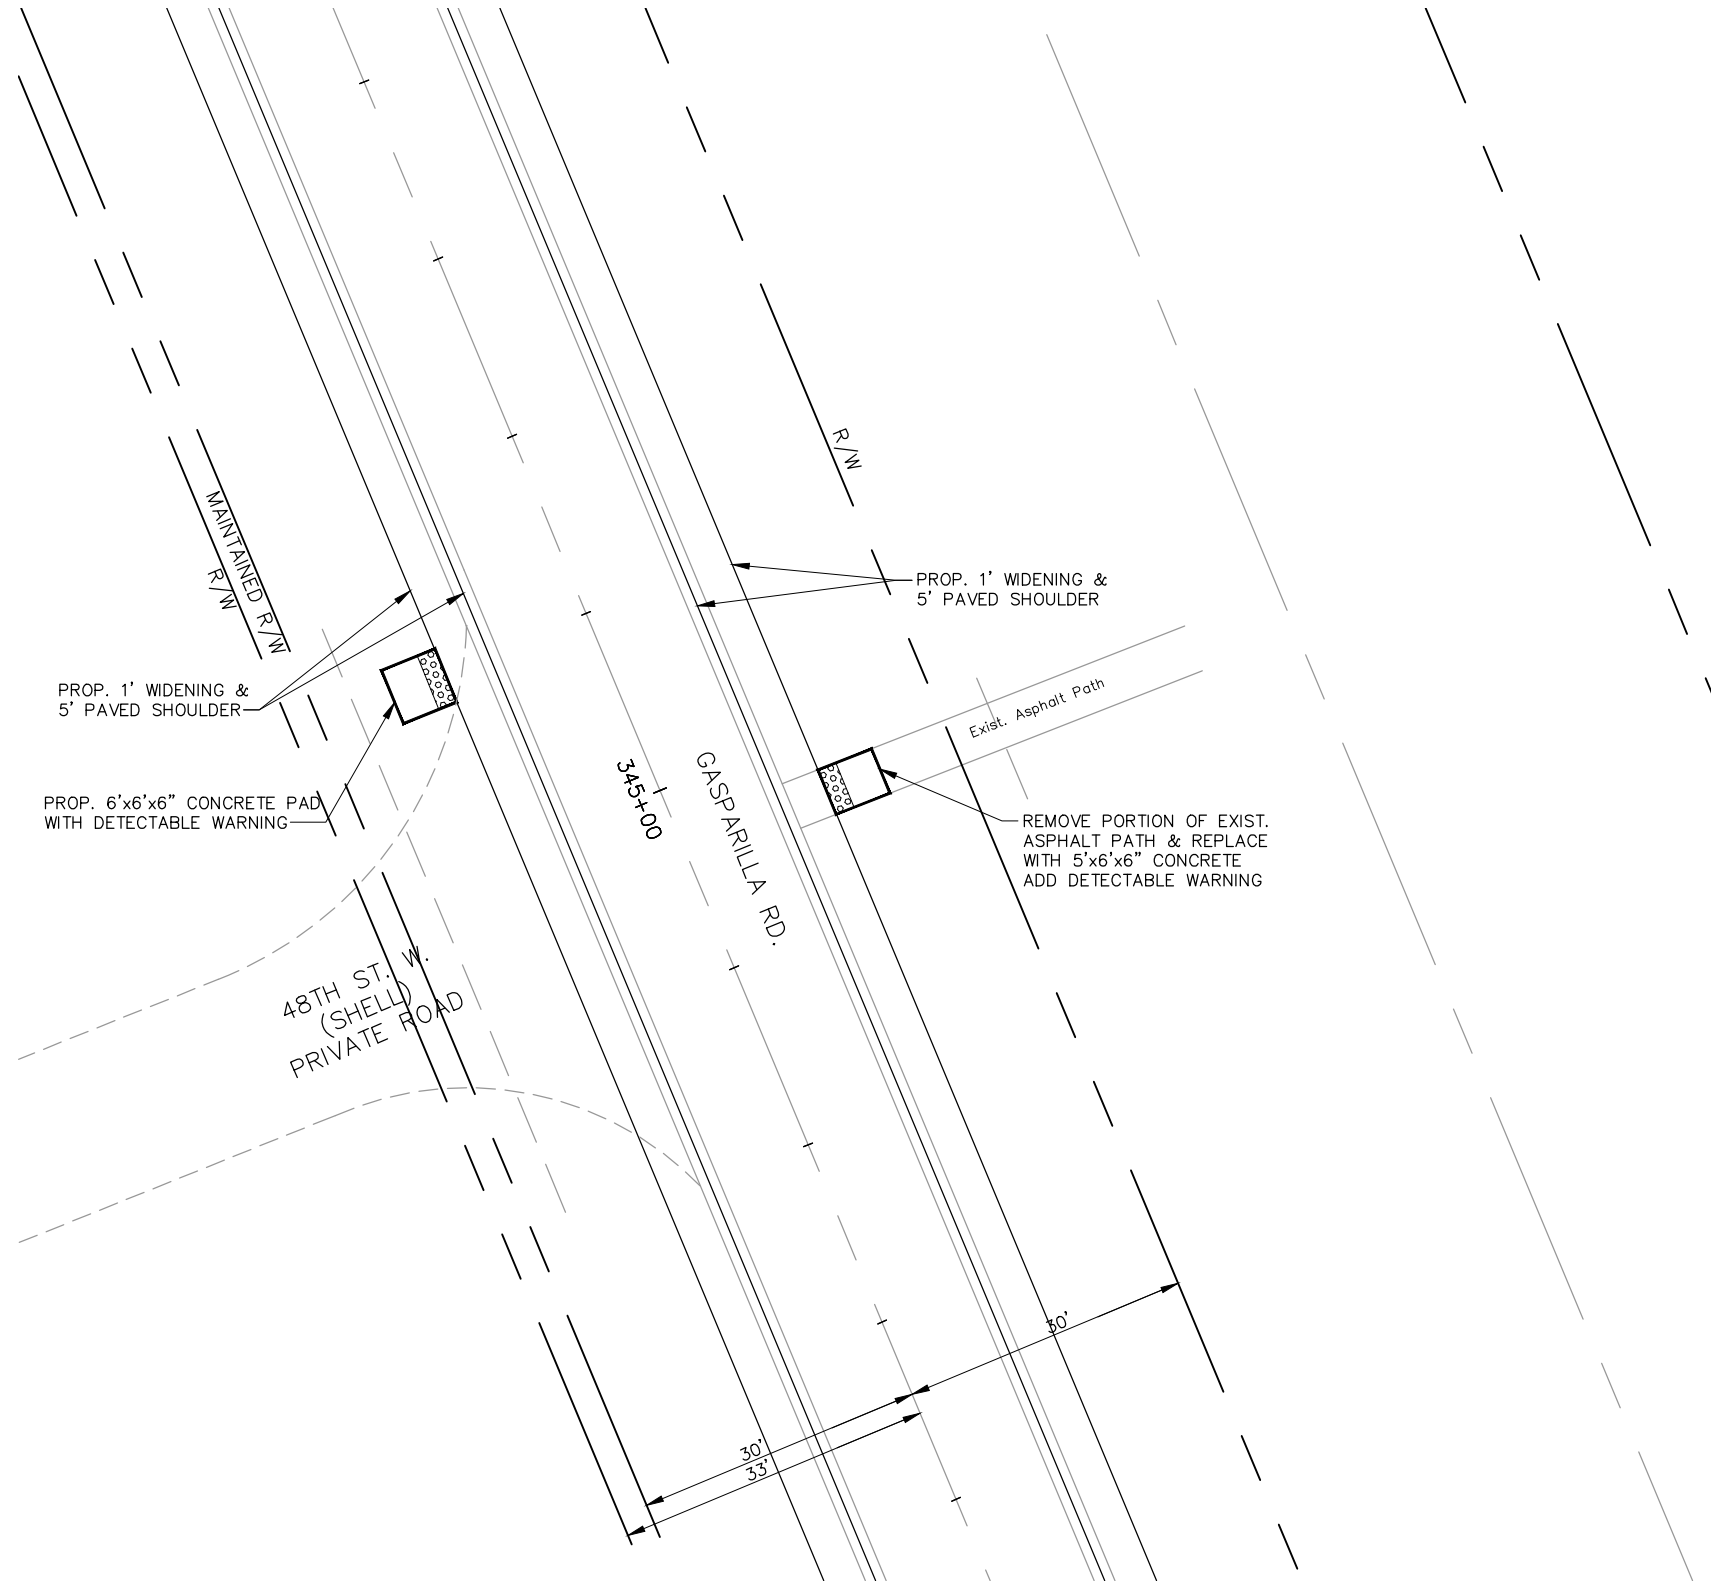 R/W
MAINTAINED R/W
R/W
PROP. 1' WIDENING &
5' PAVED SHOULDER
PROP. 1' WIDENING &
5' PAVED SHOULDER
Exist. Asphalt Path
PROP. 6'x6'x6" CONCRETE PAD
WITH DETECTABLE WARNING
345+00
GASPARILLA RD.
REMOVE PORTION OF EXIST.
ASPHALT PATH & REPLACE
WITH 5'x6'x6" CONCRETE
ADD DETECTABLE WARNING
48TH ST. W.
(SHELL)
PRIVATE ROAD
30'
30'
33'